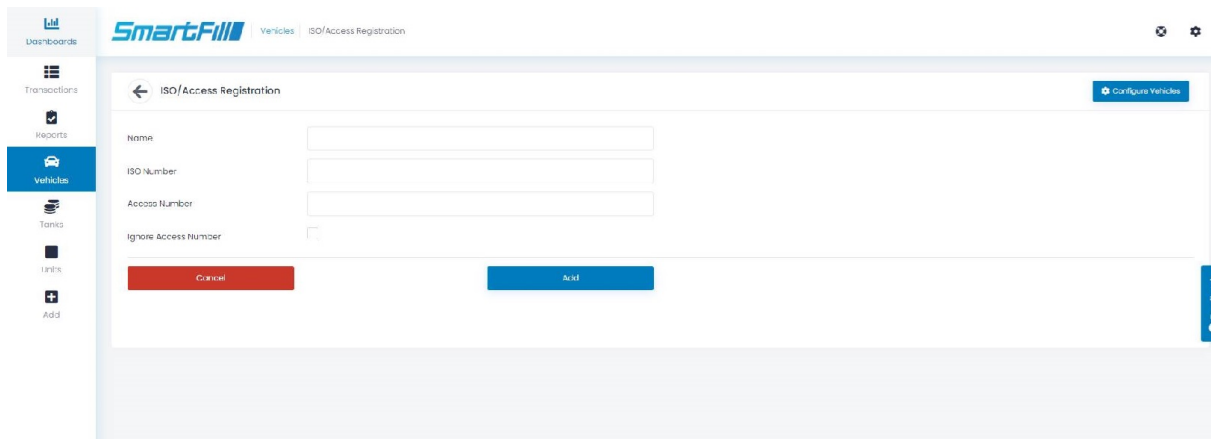 Dashboards
SmartFill
Vehicles
ISO/Access Registration
Transactions
Reports
Vehicles
Tanks
Units
Add
ISO/Access Registration
Configure Vehicles
Name
ISO Number
Access Number
Ignore Access Number
Cancel
Add